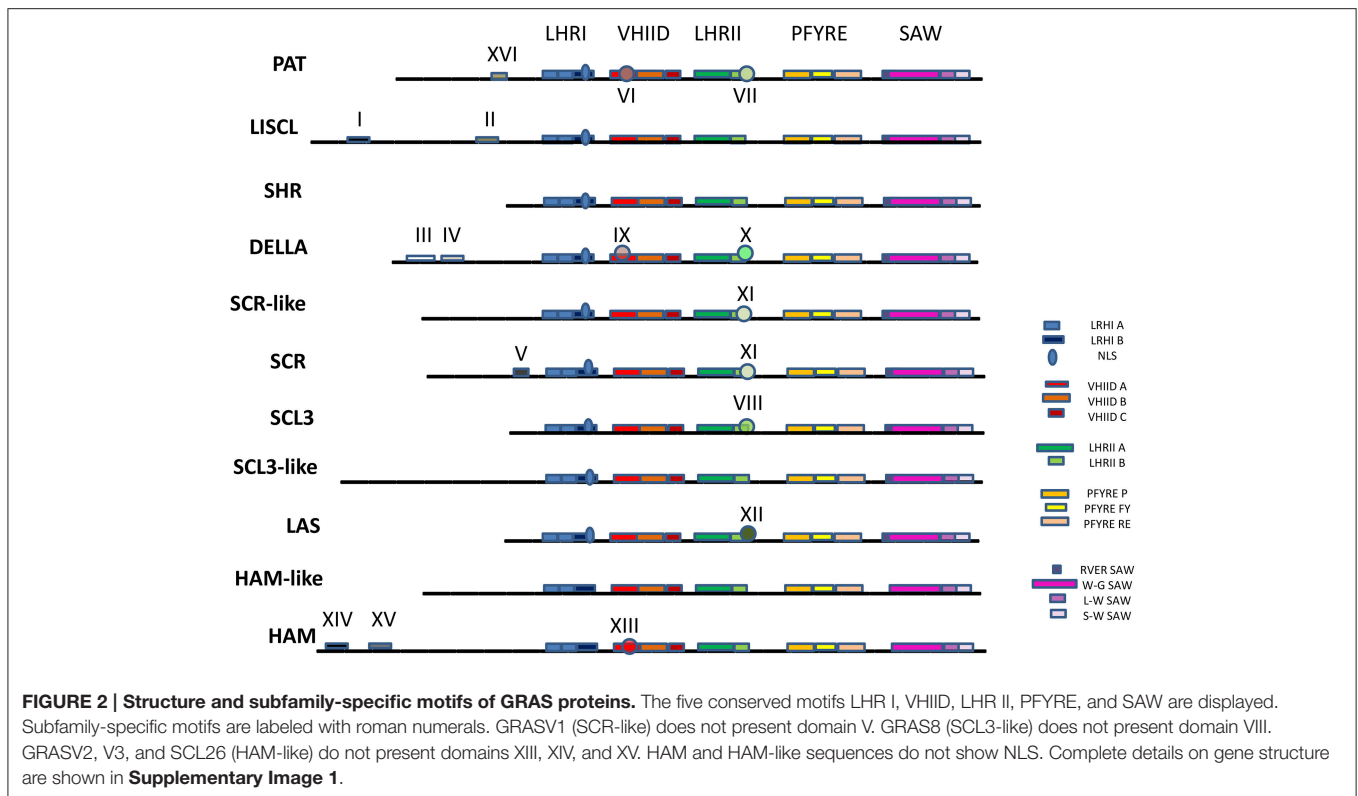 LHRI VHIID LHRII PFYRE SAW
XVI
PAT
VI VII
I II
LISCL
SHR
III IV IX X
DELLA
XI
SCR-like
V XI
SCR
VIII
SCL3
SCL3-like
XII
LAS
HAM-like
XIV XV XIII
HAM
LRHI A
LRHI B
NLS
VHIID A
VHIID B
VHIID C
LHRII A
LHRII B
PFYRE P
PFYRE FY
PFYRE RE
RVER SAW
W-G SAW
L-W SAW
S-W SAW
FIGURE 2 | Structure and subfamily-specific motifs of GRAS proteins. The five conserved motifs LHR I, VHIID, LHR II, PFYRE, and SAW are displayed.
Subfamily-specific motifs are labeled with roman numerals. GRASV1 (SCR-like) does not present domain V. GRAS8 (SCL3-like) does not present domain VIII.
GRASV2, V3, and SCL26 (HAM-like) do not present domains XIII, XIV, and XV. HAM and HAM-like sequences do not show NLS. Complete details on gene structure
are shown in Supplementary Image 1.